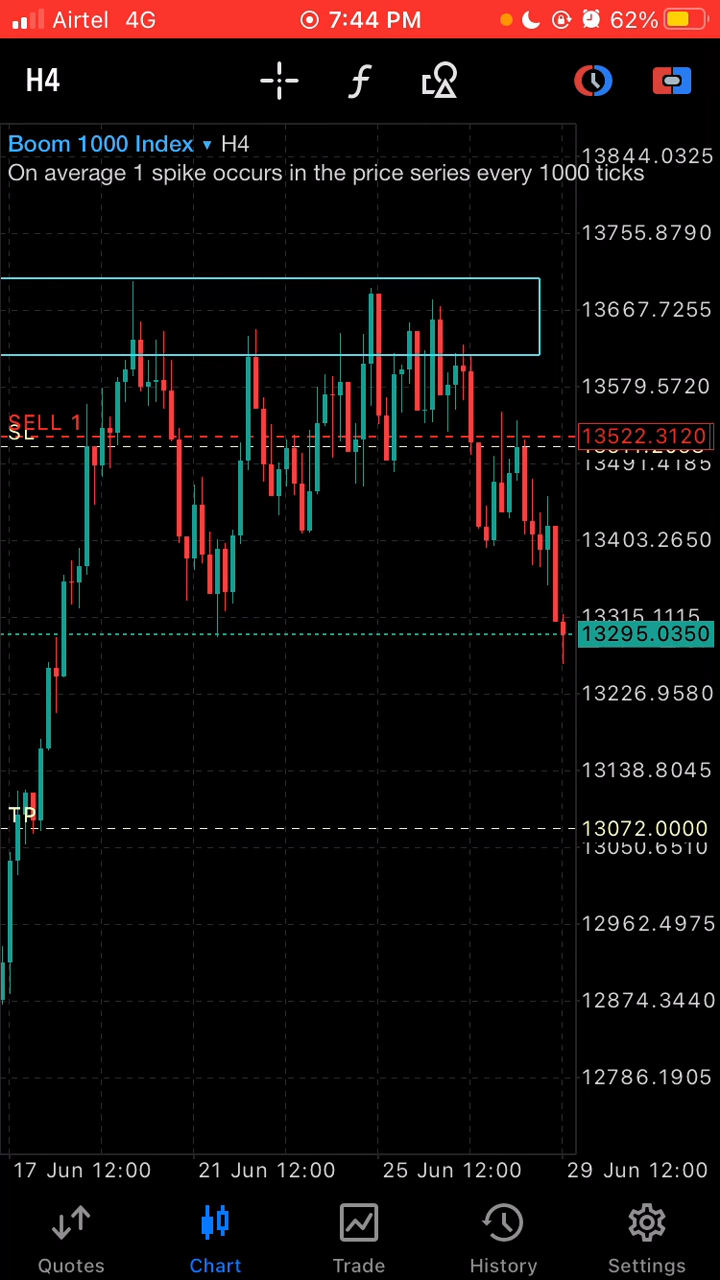 Airtel 4G 7:44 PM 62%
H4
Boom 1000 Index ▾ H4
On average 1 spike occurs in the price series every 1000 ticks
13844.0325
13755.8790
13667.7255
13579.5720
SELL 1
13522.3120
SL
13491.4185
13403.2650
13315.1115
13295.0350
13226.9580
13138.8045
TP
13072.0000
13050.6510
12962.4975
12874.3440
12786.1905
17 Jun 12:00 21 Jun 12:00 25 Jun 12:00 29 Jun 12:00
Quotes Chart Trade History Settings